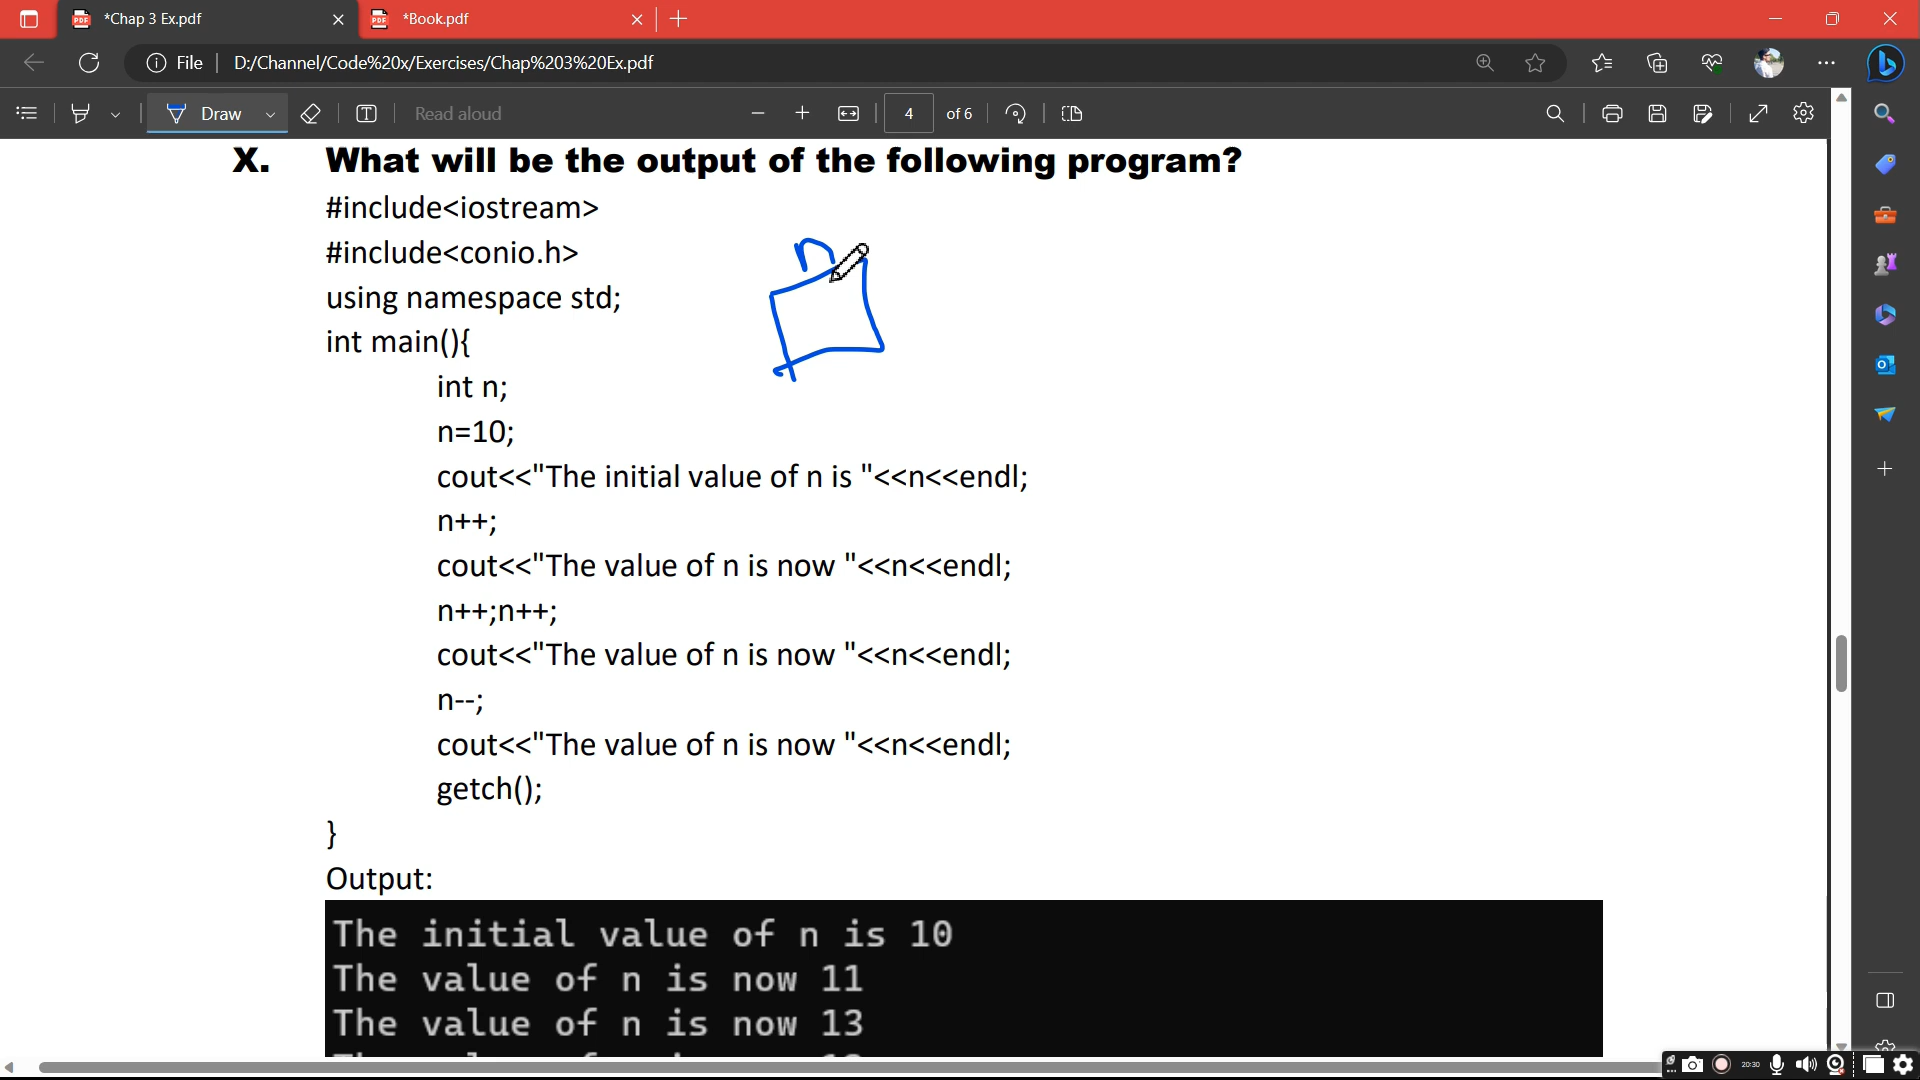 *Chap 3 Ex.pdf
*Book.pdf
File D:/Channel/Code%20x/Exercises/Chap%203%20Ex.pdf
Draw Read aloud 4 of 6
X. What will be the output of the following program?
#include<iostream>
#include<conio.h>
n
using namespace std;
int main(){
int n;
n=10;
cout<<"The initial value of n is "<<n<<endl;
n++;
cout<<"The value of n is now "<<n<<endl;
n++;n++;
cout<<"The value of n is now "<<n<<endl;
n--;
cout<<"The value of n is now "<<n<<endl;
getch();
}
Output:
The initial value of n is 10
The value of n is now 11
The value of n is now 13
20:30